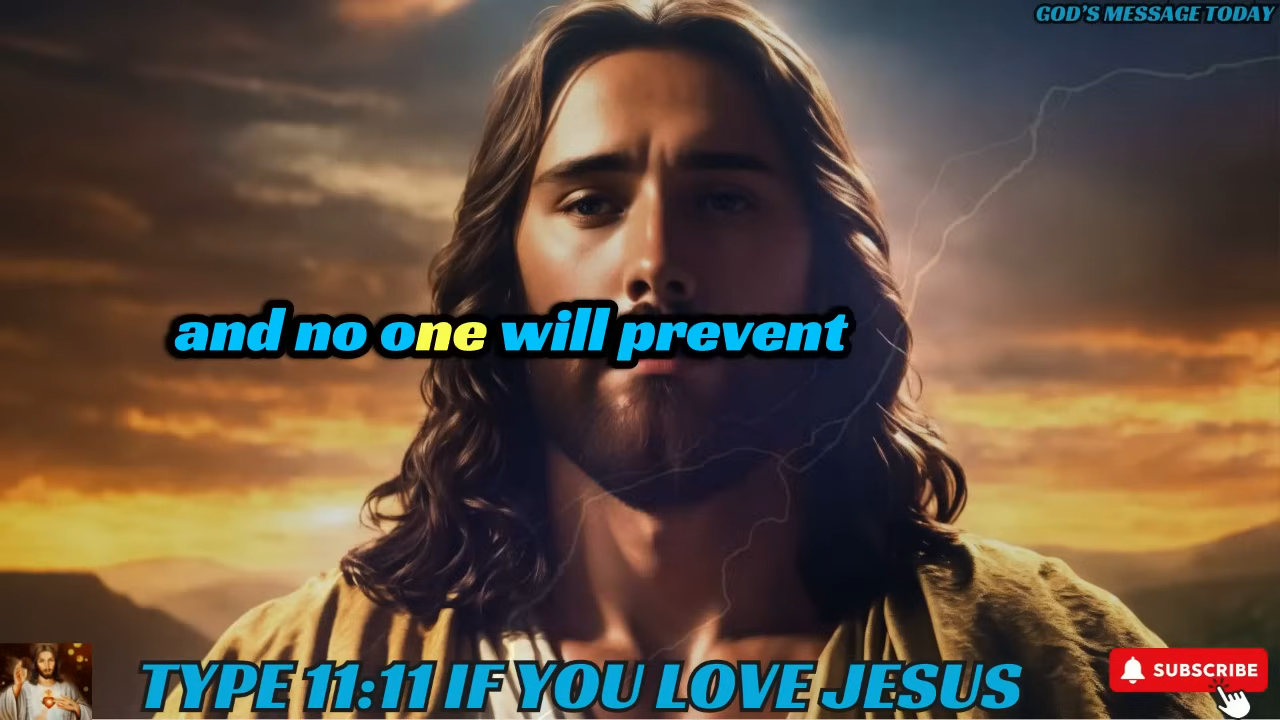 GOD'S MESSAGE TODAY
and no one will prevent
TYPE 11:11 IF YOU LOVE JESUS
SUBSCRIBE